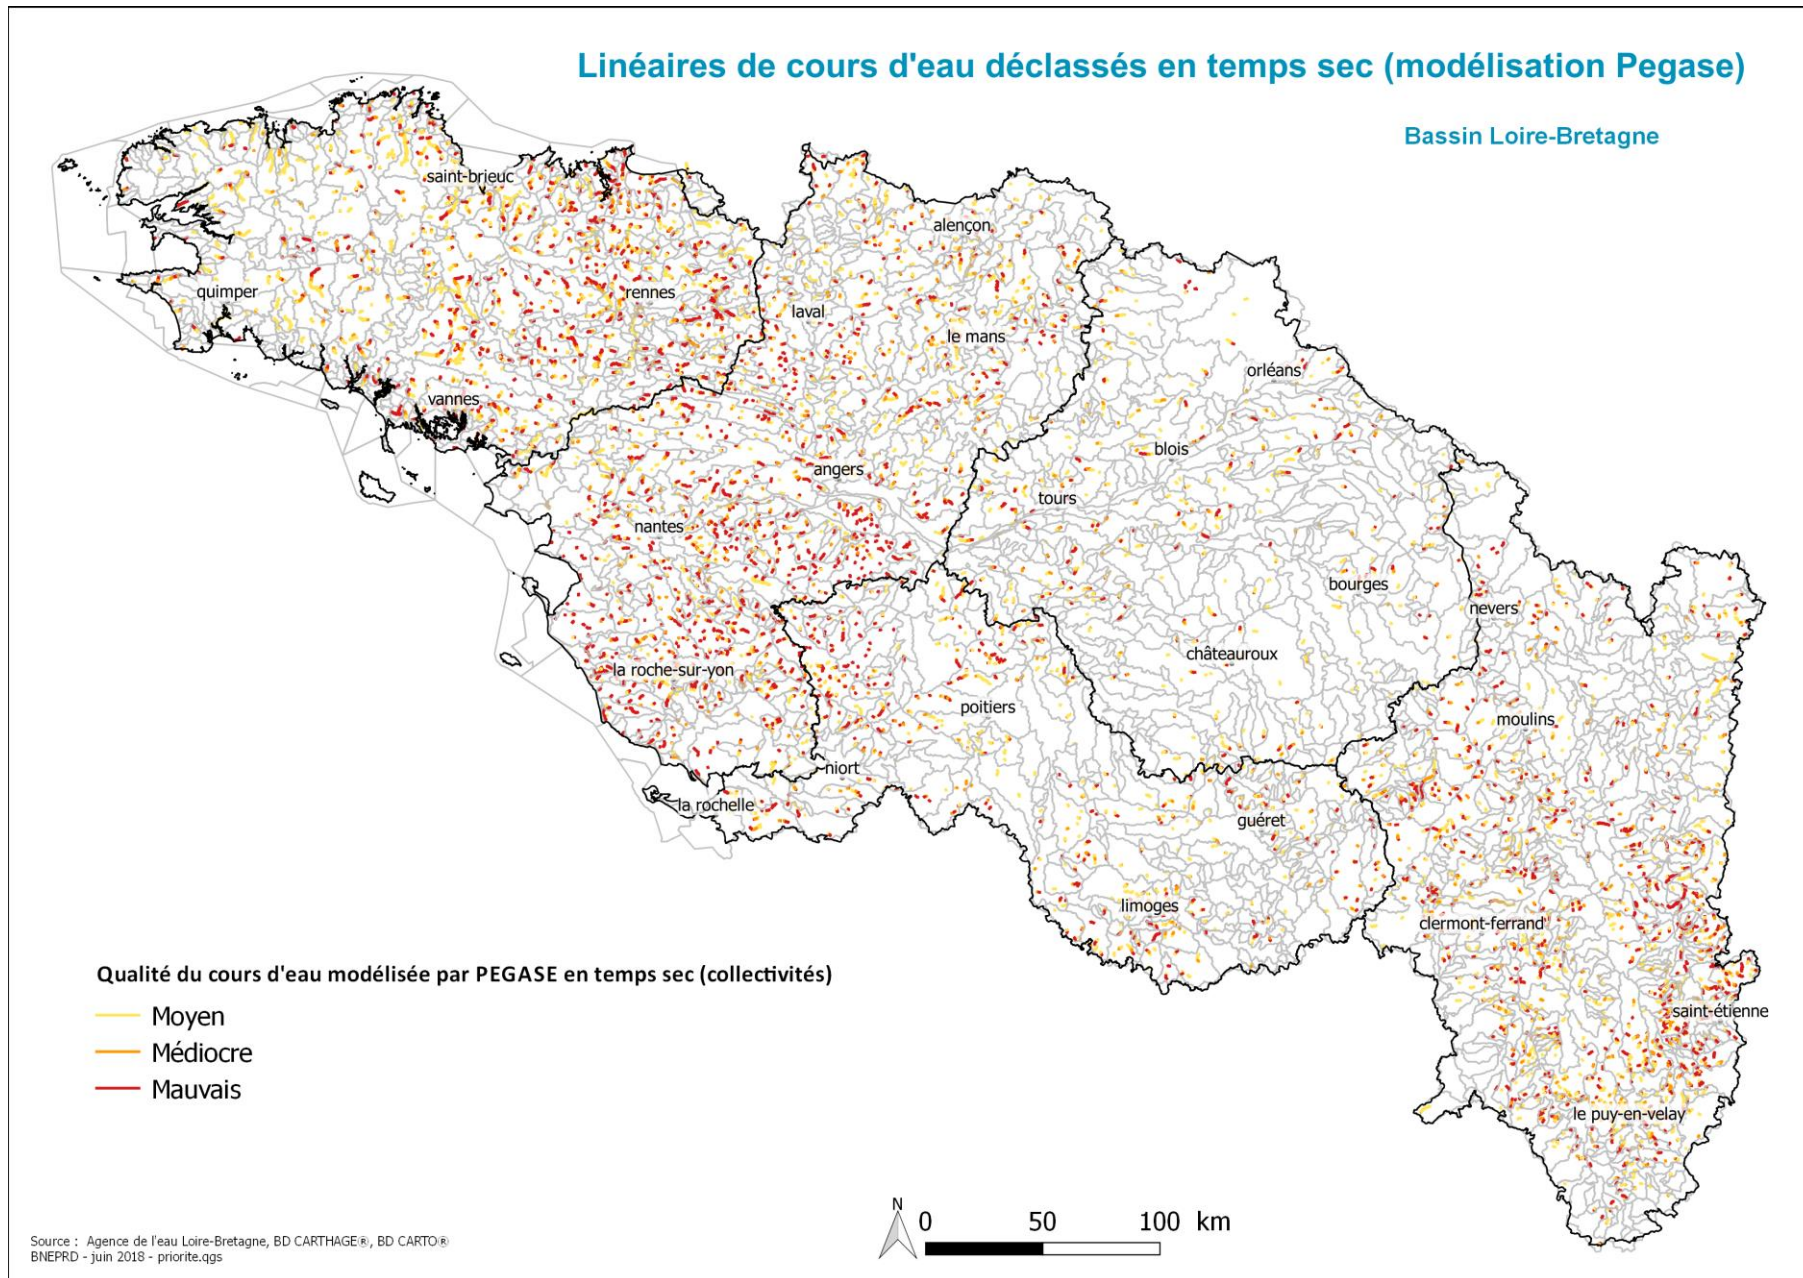 Linéaires de cours d'eau déclassés en temps sec (modélisation Pegase)
Bassin Loire-Bretagne
saint-brieuc
alençon
quimper
rennes
laval
le mans
orléans
vannes
blois
angers
tours
nantes
bourges
nevers
châteauroux
la roche-sur-yon
poitiers
moulins
niort
la rochelle
guéret
limoges
clermont-ferrand
saint-étienne
le puy-en-velay
Qualité du cours d'eau modélisée par PEGASE en temps sec (collectivités)
Moyen
Médiocre
Mauvais
N
0 50 100 km
Source : Agence de l'eau Loire-Bretagne, BD CARTHAGE®, BD CARTO®
BNEPRD - juin 2018 - priorite.qgs